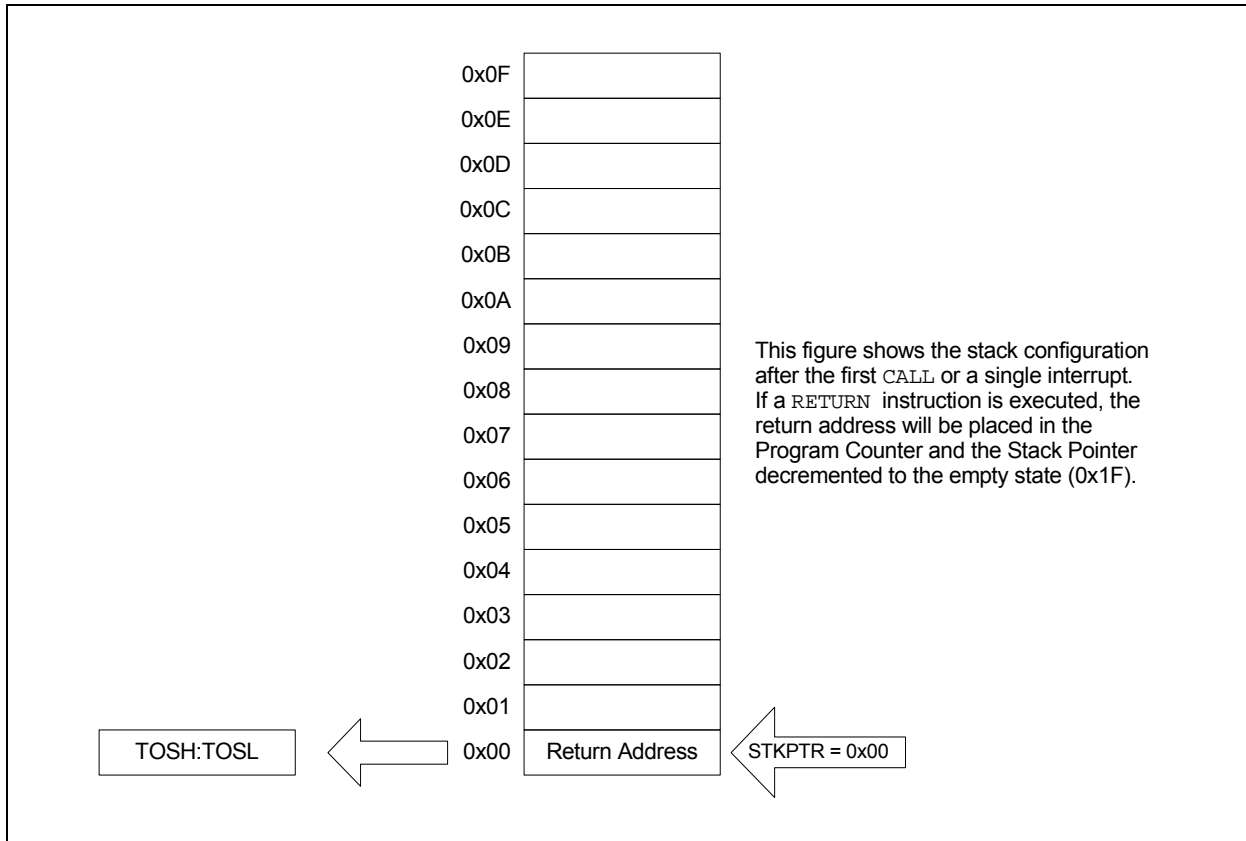 0x0F
0x0E
0x0D
0x0C
0x0B
0x0A
0x09
0x08
0x07
0x06
0x05
0x04
0x03
0x02
0x01
0x00
Return Address
TOSH:TOSL
STKPTR = 0x00
This figure shows the stack configuration
after the first CALL or a single interrupt.
If a RETURN instruction is executed, the
return address will be placed in the
Program Counter and the Stack Pointer
decremented to the empty state (0x1F).